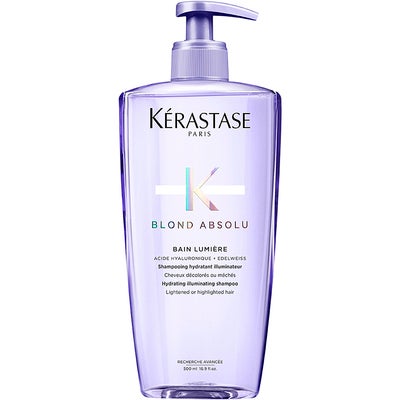 KÉRASTASE
PARIS
K
BLOND ABSOLU
BAIN LUMIÈRE
ACIDE HYALURONIQUE + EDELWEISS
Shampooing hydratant illuminateur
Cheveux décolorés ou méchés
Hydrating illuminating shampoo
Lightened or highlighted hair
RECHERCHE AVANCÉE
500 ml 16.9 fl.oz.